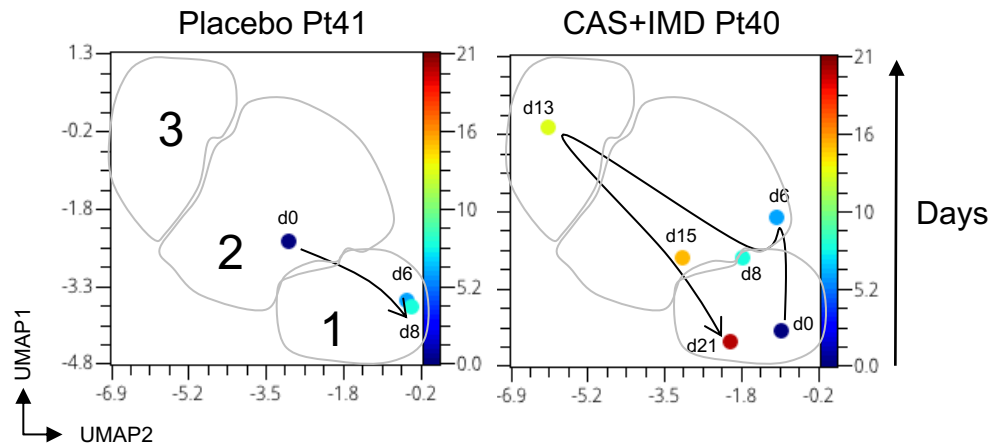 Placebo Pt41
CAS+IMD Pt40
1.3
-0.2
-1.8
-3.3
-4.8
3
2
1
d0
d6
d8
21
16
10
5.2
0.0
-6.9
-5.2
-3.5
-1.8
-0.2
d13
d6
d15
d8
d0
d21
21
16
10
5.2
0.0
-6.9
-5.2
-3.5
-1.8
-0.2
Days
UMAP1
UMAP2